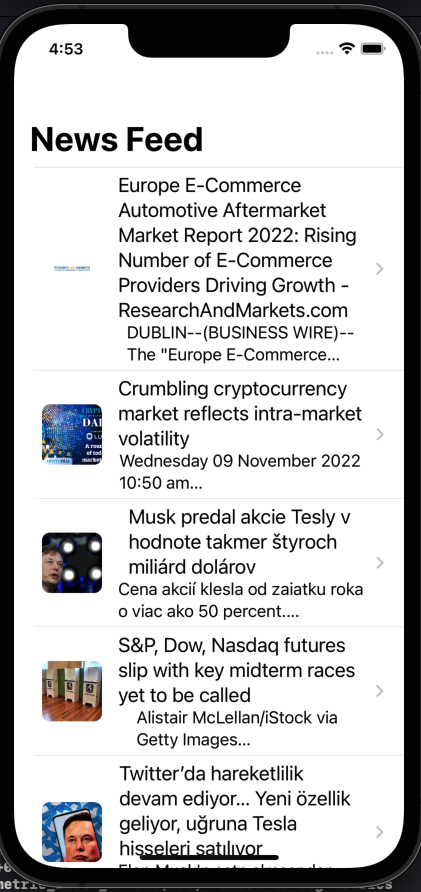 4:53
News Feed
Europe E-Commerce
Automotive Aftermarket
Market Report 2022: Rising
Number of E-Commerce
Providers Driving Growth -
ResearchAndMarkets.com
DUBLIN--(BUSINESS WIRE)--
The "Europe E-Commerce...
Crumbling cryptocurrency
market reflects intra-market
volatility
Wednesday 09 November 2022
10:50 am...
Musk predal akcie Tesly v
hodnote takmer štyroch
miliárd dolárov
Cena akcií klesla od zaiatku roka
o viac ako 50 percent....
S&P, Dow, Nasdaq futures
slip with key midterm races
yet to be called
Alistair McLellan/iStock via
Getty Images...
Twitter’da hareketlilik
devam ediyor... Yeni özellik
geliyor, uğruna Tesla
hisseleri satılıyor